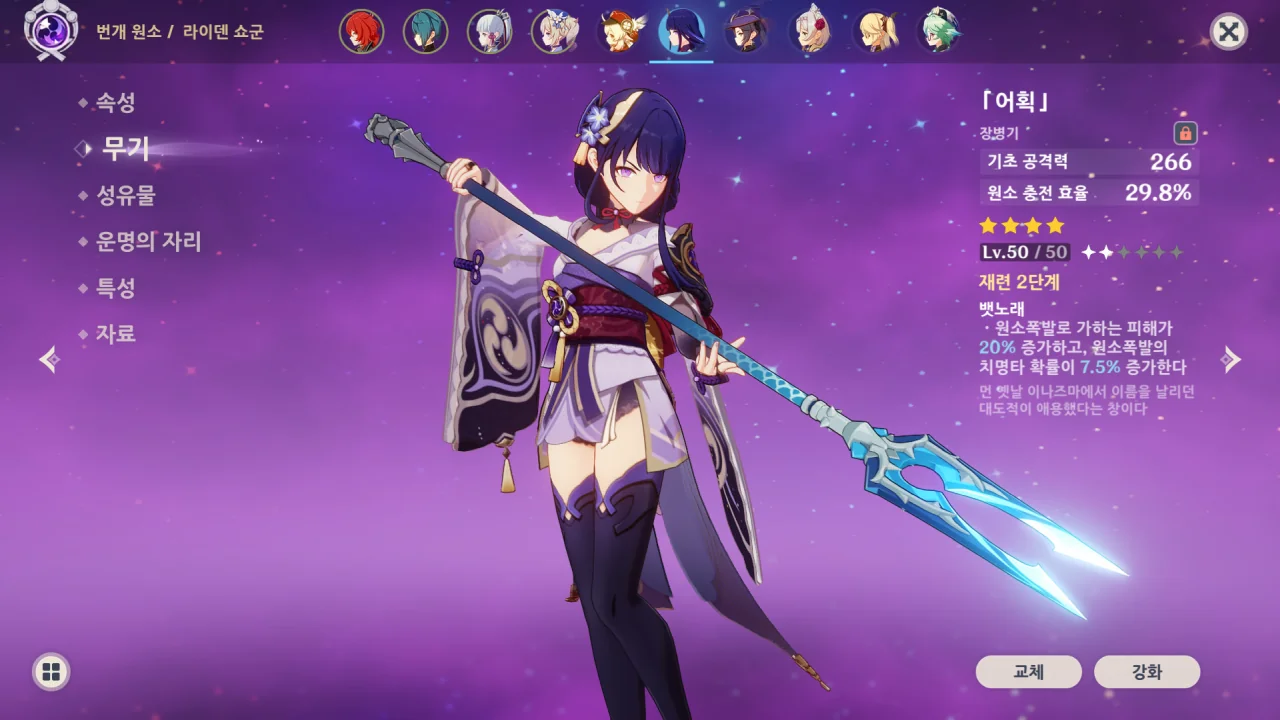 번개 원소 / 라이덴 쇼군
속성
무기
성유물
운명의 자리
특성
자료
「어획」
장병기
기초 공격력 266
원소 충전 효율 29.8%
Lv.50 / 50
재련 2단계
뱃노래
· 원소폭발로 가하는 피해가
20% 증가하고, 원소폭발의
치명타 확률이 7.5% 증가한다
먼 옛날 이나즈마에서 이름을 날리던
대도적이 애용했다는 창이다
교체
강화